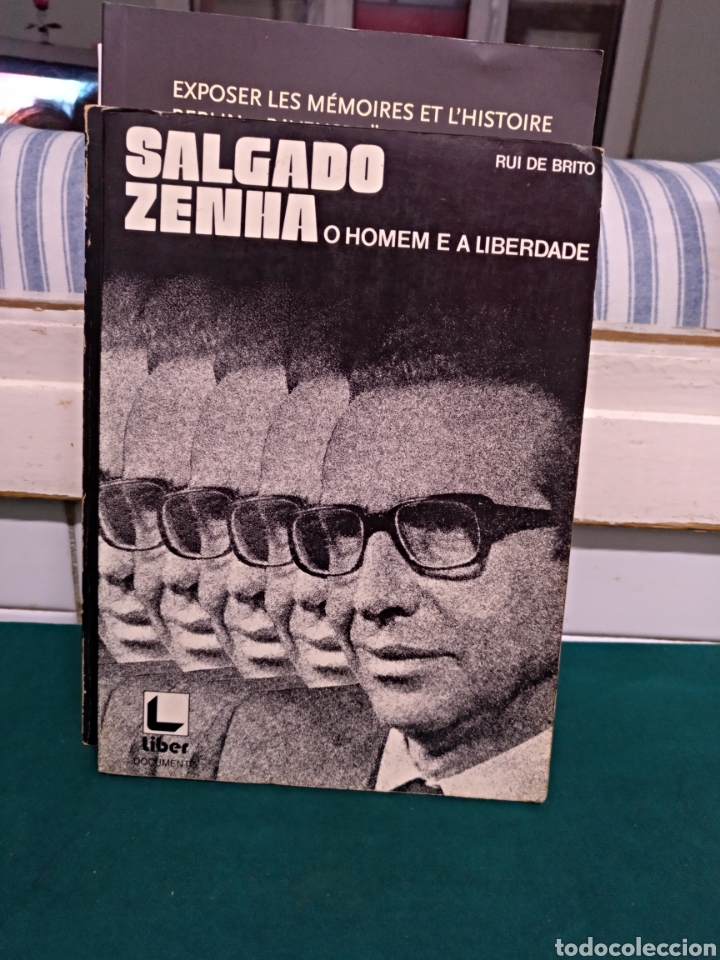 EXPOSER LES MÉMOIRES ET L'HISTOIRE
SALGADO
ZENHA
RUI DE BRITO
O HOMEM E A LIBERDADE
Liber
todocoleccion